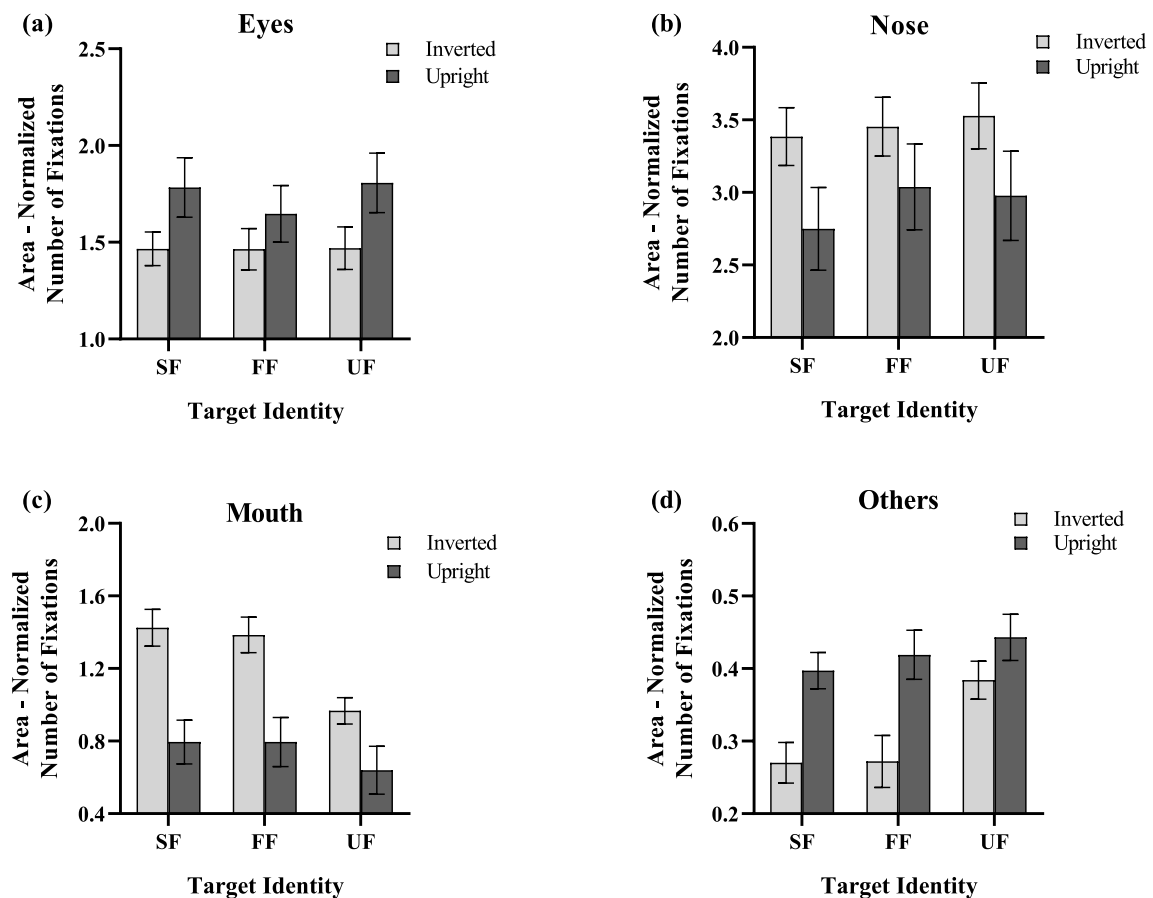 (a)
Eyes
Inverted
Upright
Area - Normalized
Number of Fixations
2.5
2.0
1.5
1.0
SF
FF
UF
Target Identity
(b)
Nose
Inverted
Upright
Area - Normalized
Number of Fixations
4.0
3.5
3.0
2.5
2.0
SF
FF
UF
Target Identity
(c)
Mouth
Inverted
Upright
Area - Normalized
Number of Fixations
2.0
1.6
1.2
0.8
0.4
SF
FF
UF
Target Identity
(d)
Others
Inverted
Upright
Area - Normalized
Number of Fixations
0.6
0.5
0.4
0.3
0.2
SF
FF
UF
Target Identity